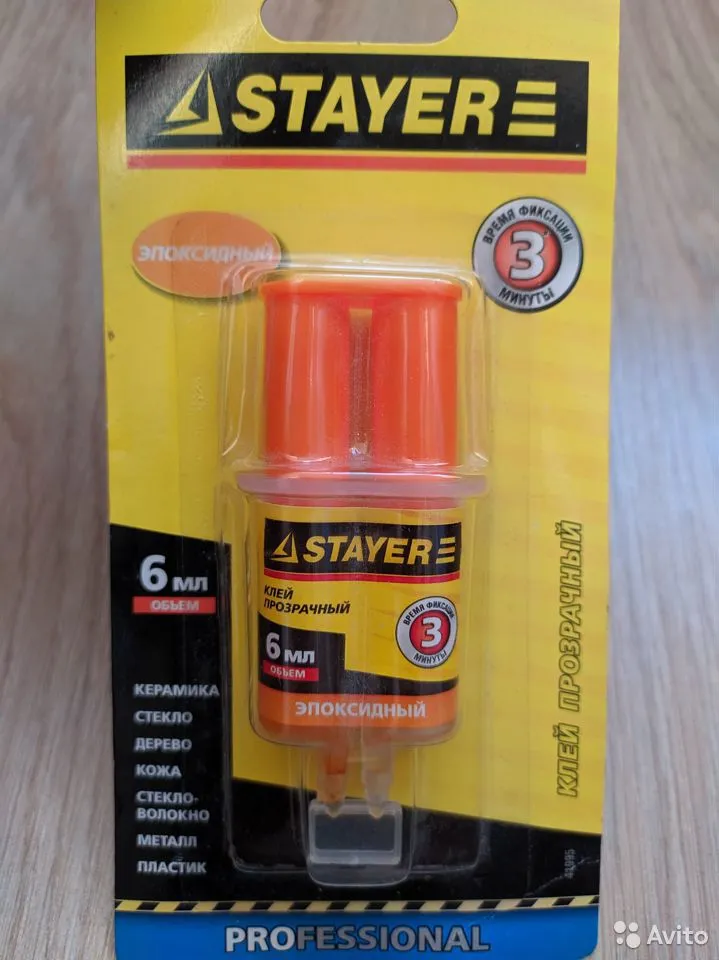 STAYER
ЭПОКСИДНЫЙ
ВРЕМЯ ФИКСАЦИИ
3
МИНУТЫ
STAYER
КЛЕЙ
ПРОЗРАЧНЫЙ
ВРЕМЯ ФИКСАЦИИ
3
МИНУТЫ
6 МЛ
ОБЪЕМ
ЭПОКСИДНЫЙ
6 МЛ
ОБЪЕМ
КЕРАМИКА
СТЕКЛО
ДЕРЕВО
КОЖА
СТЕКЛО-
ВОЛОКНО
МЕТАЛЛ
ПЛАСТИК
КЛЕЙ ПРОЗРАЧНЫЙ
41095
PROFESSIONAL
Avito